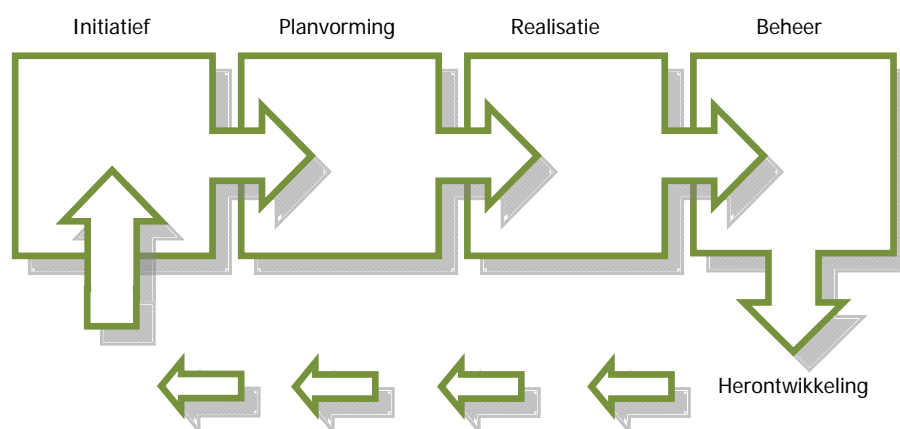 Initiatief
Planvorming
Realisatie
Beheer
Herontwikkeling